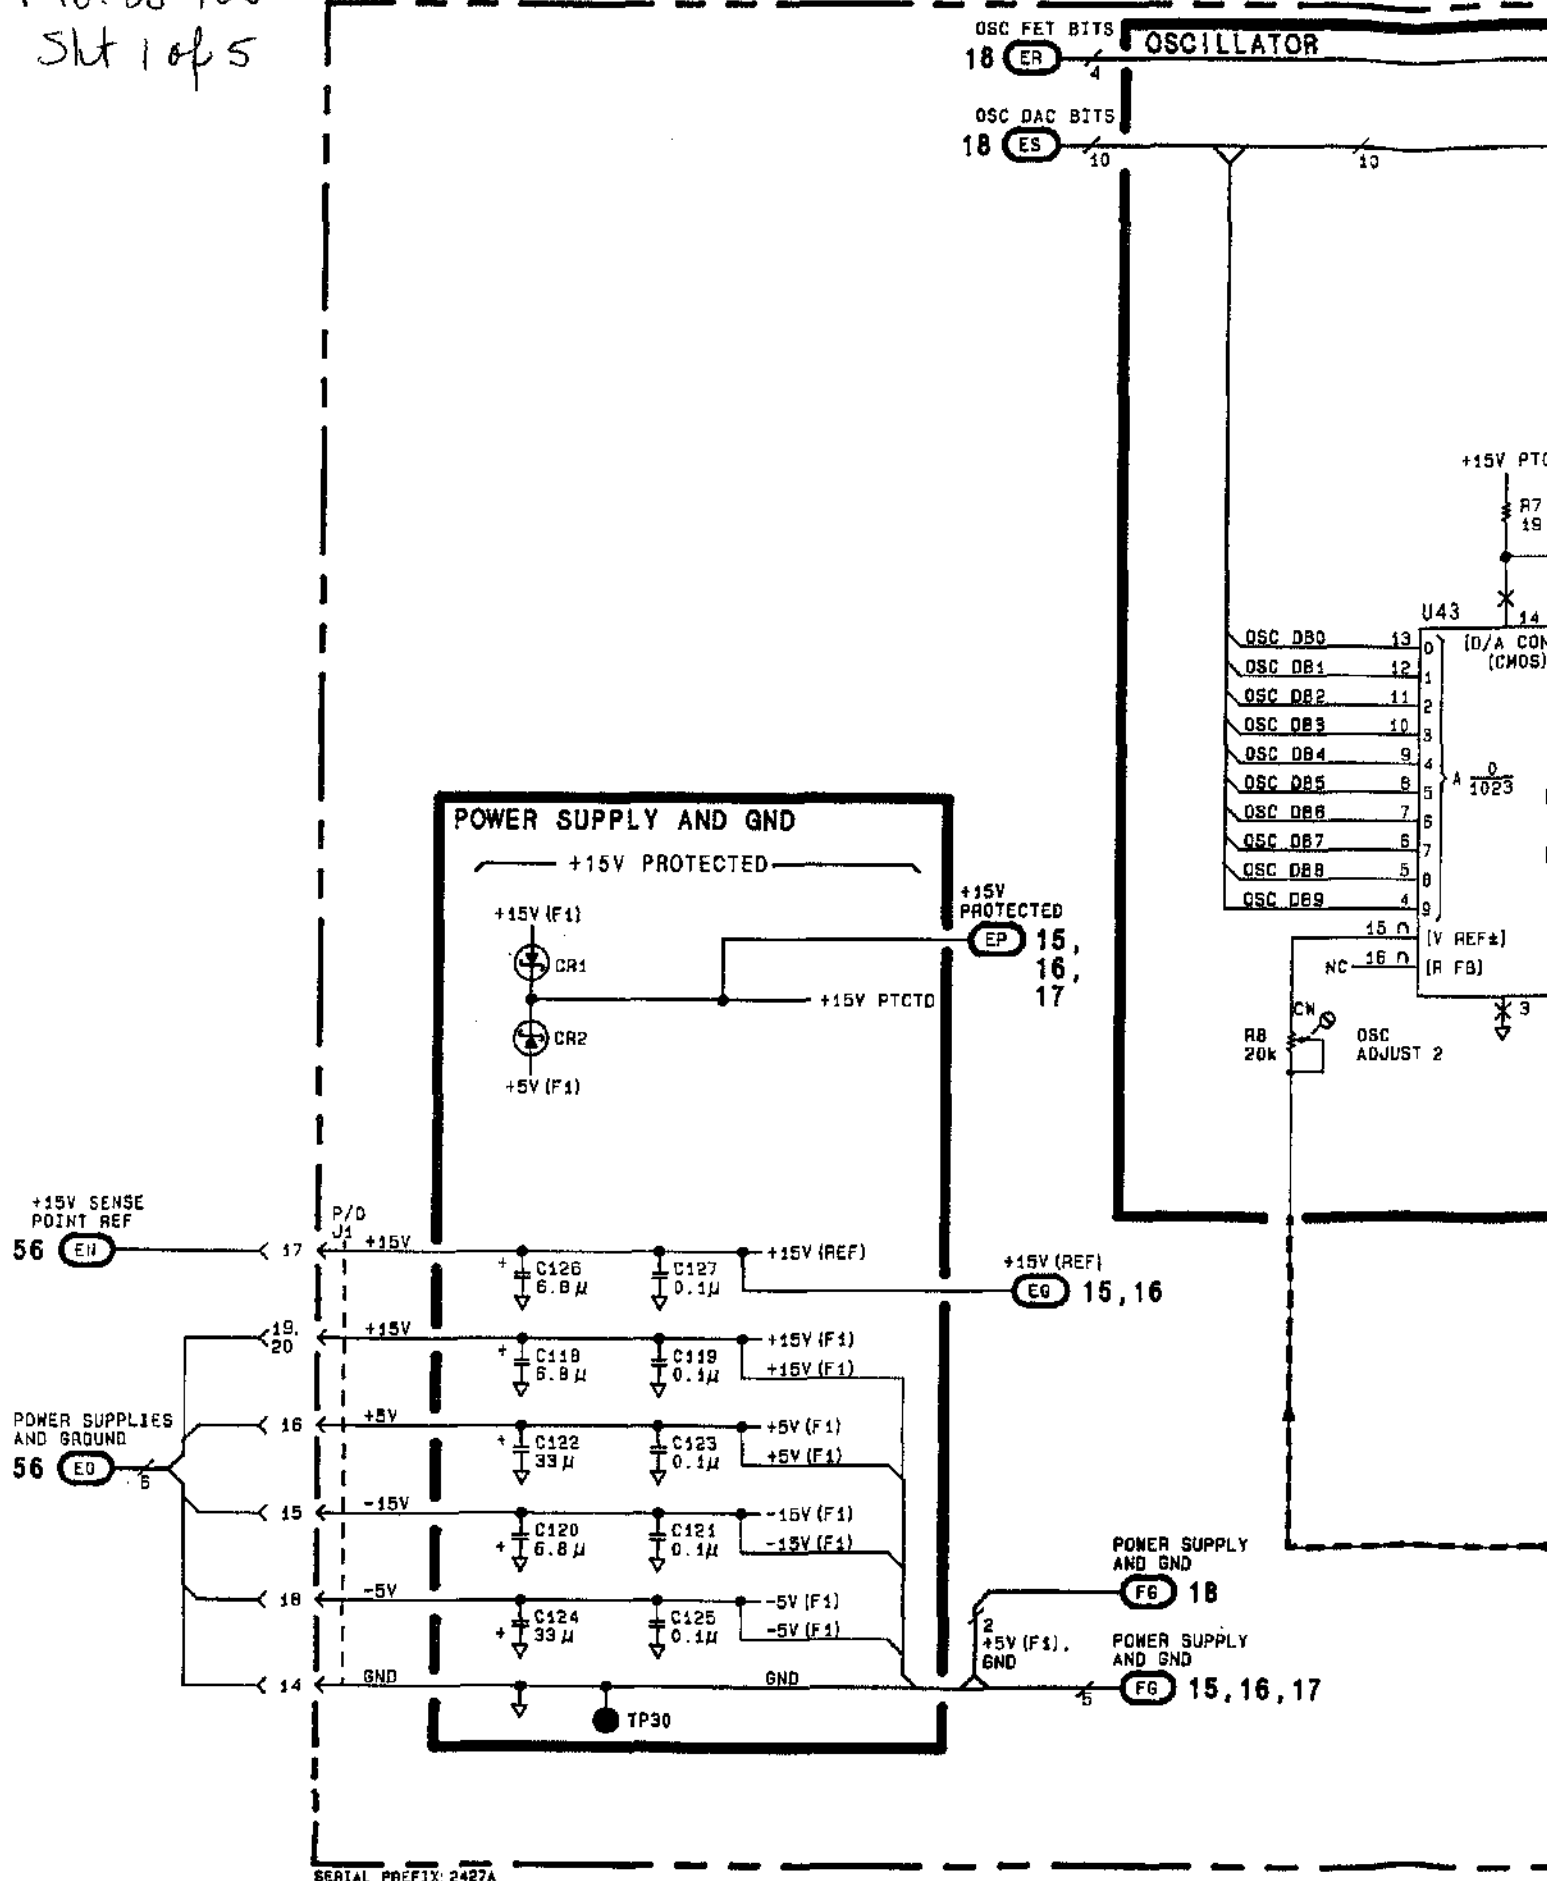 Sht 1 of 5
OSC FET BITS
18 ER
4
OSCILLATOR
OSC DAC BITS
18 ES
10
10
+15V
R7
19
U43
14
(D/A
(CMOS)
OSC DB0 13 0
OSC DB1 12 1
OSC DB2 11 2
OSC DB3 10 3
OSC DB4 9 4
OSC DB5 8 5
OSC DB6 7 6
OSC DB7 6 7
OSC DB8 5 8
OSC DB9 4 9
A 0
1023
15 [V REF±]
NC 16 [R FB]
3
CW
R8
20k
OSC
ADJUST 2
POWER SUPPLY AND GND
+15V PROTECTED
+15V(F1)
CR1
+15V PTCTD
CR2
+5V(F1)
+15V
PROTECTED
EP 15,
16,
17
+15V SENSE
POINT REF
56 EN
17
P/O
J1
+15V
C126
6.8µ
C127
0.1µ
+15V(REF)
+15V(REF)
EQ 15,16
19,
20
+15V
C118
6.8µ
C119
0.1µ
+15V(F1)
+15V(F1)
POWER SUPPLIES
AND GROUND
56 EO
6
16
+5V
C122
33µ
C123
0.1µ
+5V(F1)
+5V(F1)
15
-15V
C120
6.8µ
C121
0.1µ
-15V(F1)
-15V(F1)
18
-5V
C124
33µ
C125
0.1µ
-5V(F1)
-5V(F1)
14
GND
GND
TP30
POWER SUPPLY
AND GND
FG 18
2
+5V(F1),
GND
POWER SUPPLY
AND GND
5
FG 15,16,17
SERIAL PREFIX: 2427A